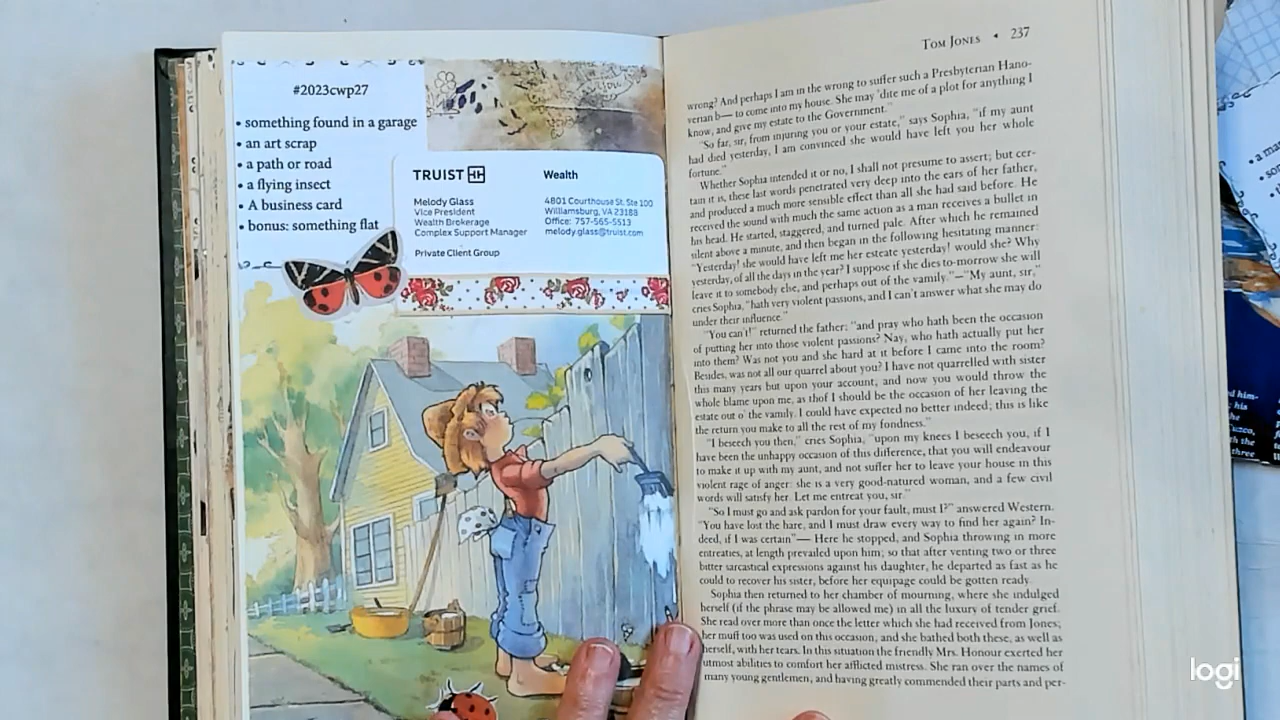 #2023cwp27
• something found in a garage
• an art scrap
• a path or road
• a flying insect
• A business card
• bonus: something flat
TRUIST
Wealth
Melody Glass
Vice President
Wealth Brokerage
Complex Support Manager
Private Client Group
4801 Courthouse St. Ste 100
Williamsburg, VA 23188
Office: 757-565-5513
melody.glass@truist.com
TOM JONES • 237
wrong? And perhaps I am in the wrong to suffer such a Presbyterian Hano-
verian b— to come into my house. She may 'dite me of a plot for anything I
know, and give my estate to the Government."
"So far, sir, from injuring you or your estate," says Sophia, "if my aunt
had died yesterday, I am convinced she would have left you her whole
fortune."
Whether Sophia intended it or no, I shall not presume to assert; but cer-
tain it is, these last words penetrated very deep into the ears of her father,
and produced a much more sensible effect than all she had said before. He
received the sound with much the same action as a man receives a bullet in
his head. He started, staggered, and turned pale. After which he remained
silent above a minute, and then began in the following hesitating manner:
"Yesterday! she would have left me her esteate yesterday! would she? Why
yesterday, of all the days in the year? I suppose if she dies to-morrow she will
leave it to somebody else, and perhaps out of the vamily."—"My aunt, sir,"
cries Sophia, "hath very violent passions, and I can't answer what she may do
under their influence."
"You can't!" returned the father: "and pray who hath been the occasion
of putting her into those violent passions? Nay, who hath actually put her
into them? Was not you and she hard at it before I came into the room?
Besides, was not all our quarrel about you? I have not quarrelled with sister
this many years but upon your account, and now you would throw the
whole blame upon me, as thof I should be the occasion of her leaving the
estate out o' the vamily. I could have expected no better indeed; this is like
the return you make to all the rest of my fondness."
"I beseech you then," cries Sophia, "upon my knees I beseech you, if I
have been the unhappy occasion of this difference, that you will endeavour
to make it up with my aunt, and not suffer her to leave your house in this
violent rage of anger: she is a very good-natured woman, and a few civil
words will satisfy her. Let me entreat you, sir."
"So I must go and ask pardon for your fault, must I?" answered Western.
"You have lost the hare, and I must draw every way to find her again? In-
deed, if I was certain"— Here he stopped, and Sophia throwing in more
entreaties, at length prevailed upon him; so that after venting two or three
bitter sarcastical expressions against his daughter, he departed as fast as he
could to recover his sister, before her equipage could be gotten ready.
Sophia then returned to her chamber of mourning, where she indulged
herself (if the phrase may be allowed me) in all the luxury of tender grief.
She read over more than once the letter which she had received from Jones;
her muff too was used on this occasion, and she bathed both these, as well as
herself, with her tears. In this situation the friendly Mrs. Honour exerted her
utmost abilities to comfort her afflicted mistress. She ran over the names of
many young gentlemen, and having greatly commended their parts and per-
logi